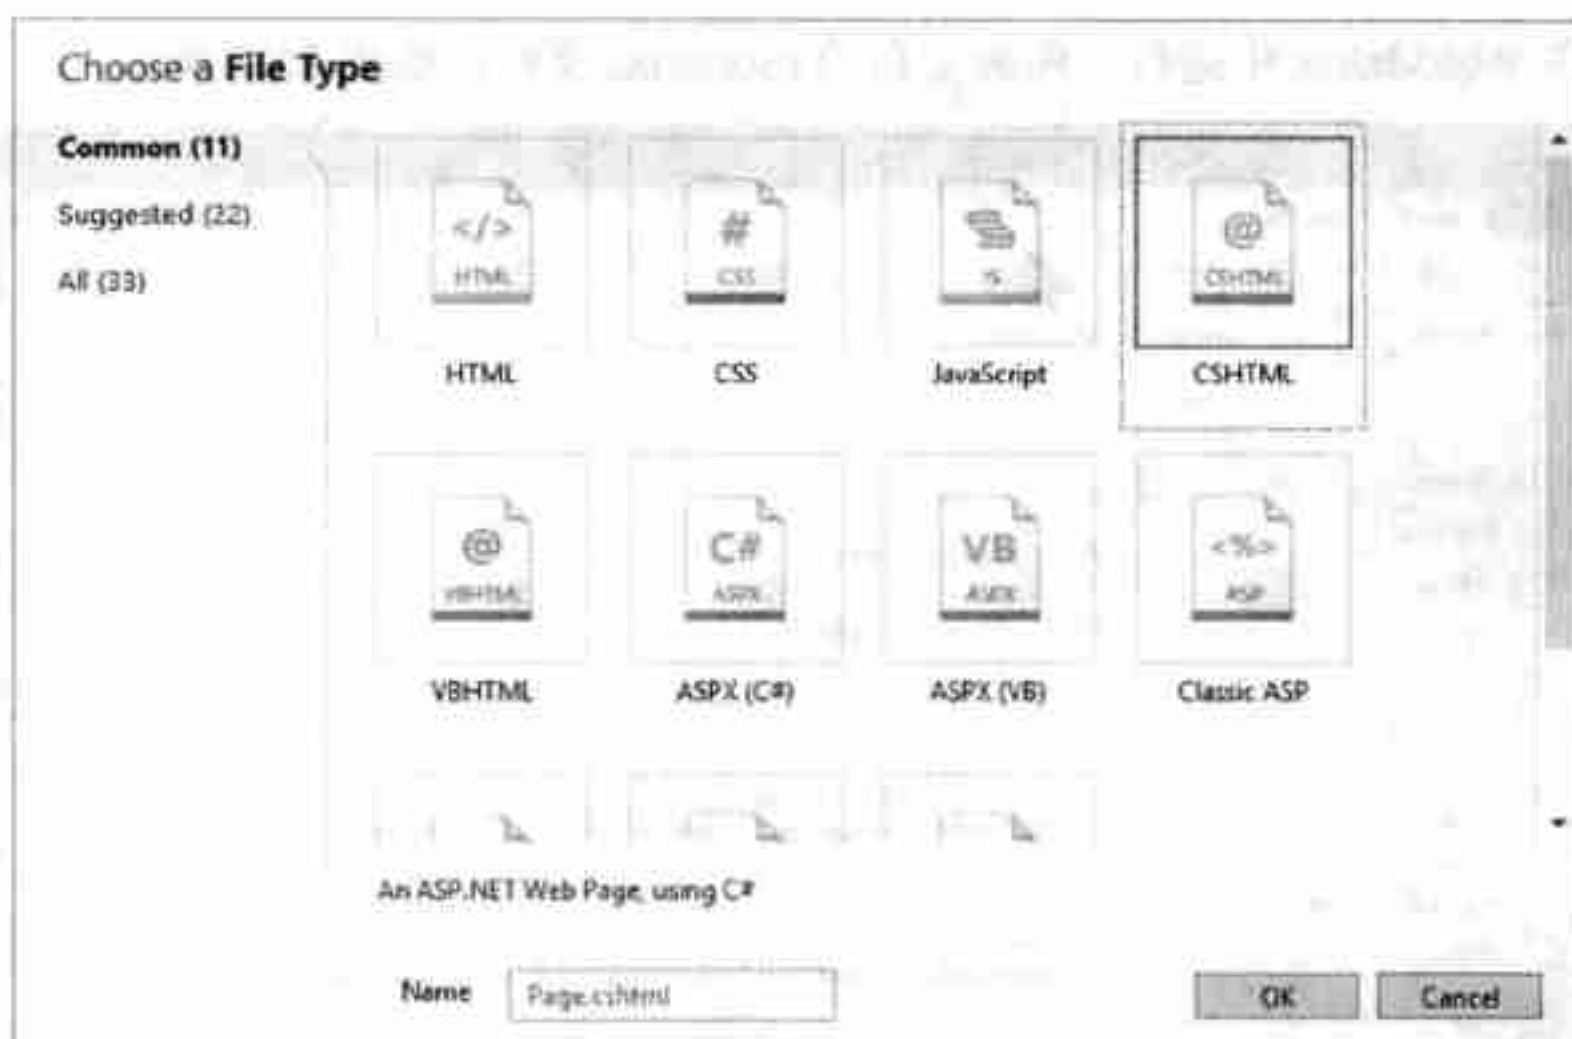 Choose a File Type
Common (11)
Suggested (22)
All (33)
</>
HTML
HTML
#
CSS
CSS
JS
JavaScript
@
CSHTML
CSHTML
@
VBHTML
VBHTML
C#
ASPX
ASPX (C#)
VB
ASPX
ASPX (VB)
<%>
ASP
Classic ASP
An ASP.NET Web Page, using C#
Name
Page.cshtml
OK
Cancel